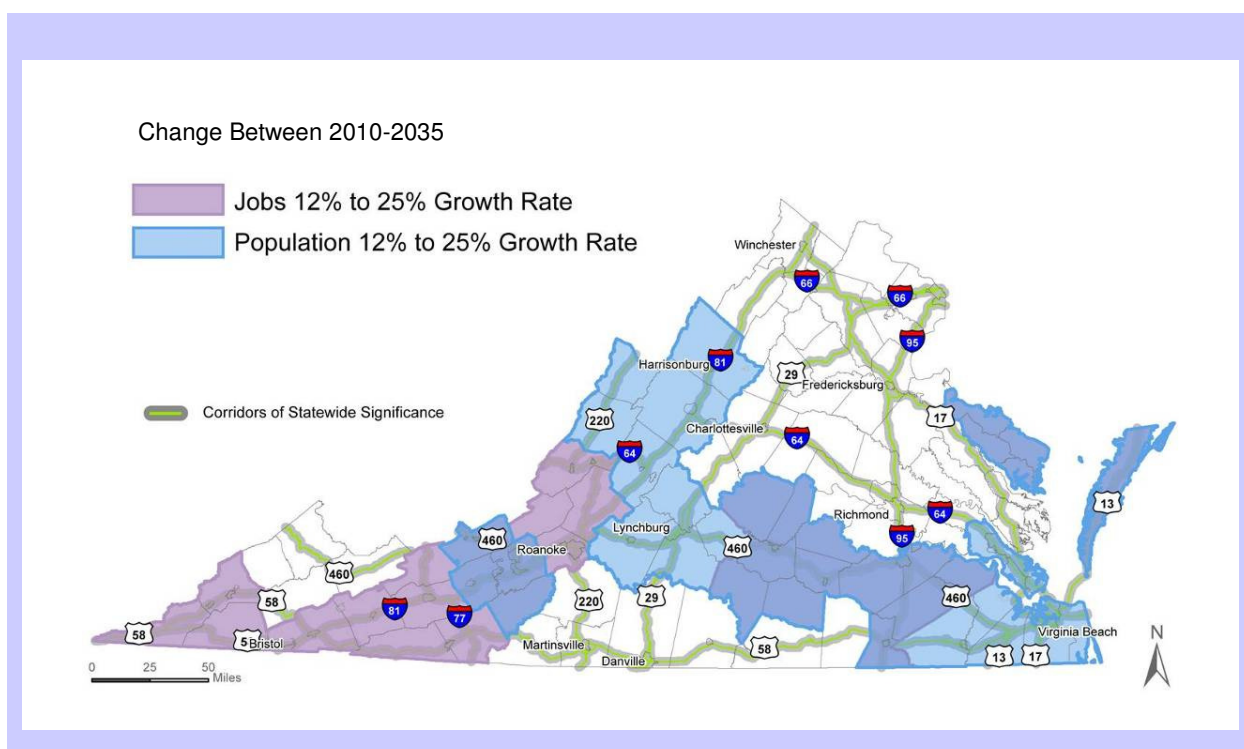 Change Between 2010-2035
Jobs 12% to 25% Growth Rate
Population 12% to 25% Growth Rate
Winchester
66
66
95
Harrisonburg
81
29
Fredericksburg
Corridors of Statewide Significance
220
17
Charlottesville
64
64
13
Richmond
64
Lynchburg
95
460
Roanoke
460
460
58
220
29
460
81
77
58
5
Bristol
Martinsville
Danville
58
Virginia Beach
13
17
N
0 25 50
Miles